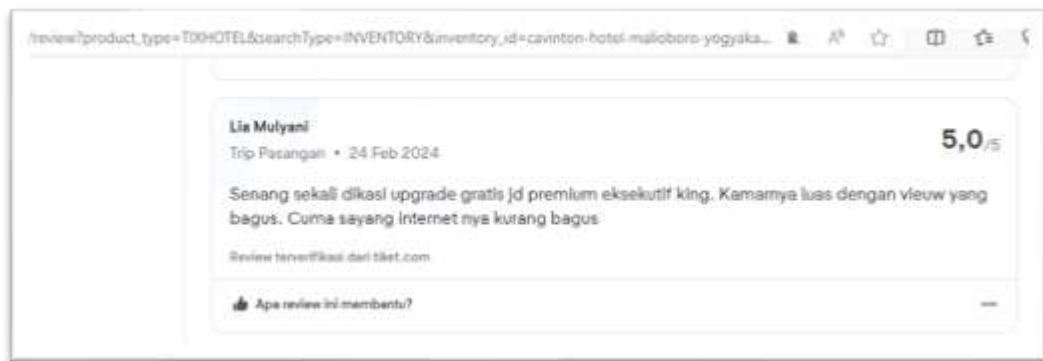 /review?product_type=TIXHOTEL&searchType=INVENTORY&inventory_id=cavinton-hotel-malioboro-yogyaka...
Lia Mulyani
5,0/5
Trip Pasangan • 24 Feb 2024
Senang sekali dikasi upgrade gratis jd premium eksekutif king. Kamarnya luas dengan vieuw yang
bagus. Cuma sayang internet nya kurang bagus
Review terverifikasi dari tiket.com
Apa review ini membantu?